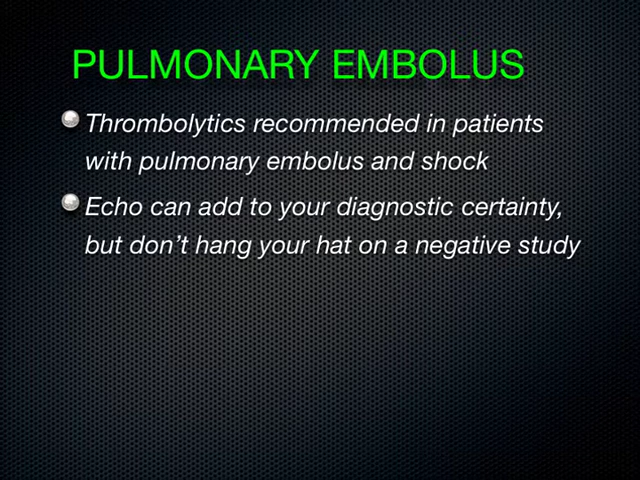 PULMONARY EMBOLUS
Thrombolytics recommended in patients
with pulmonary embolus and shock
Echo can add to your diagnostic certainty,
but don't hang your hat on a negative study